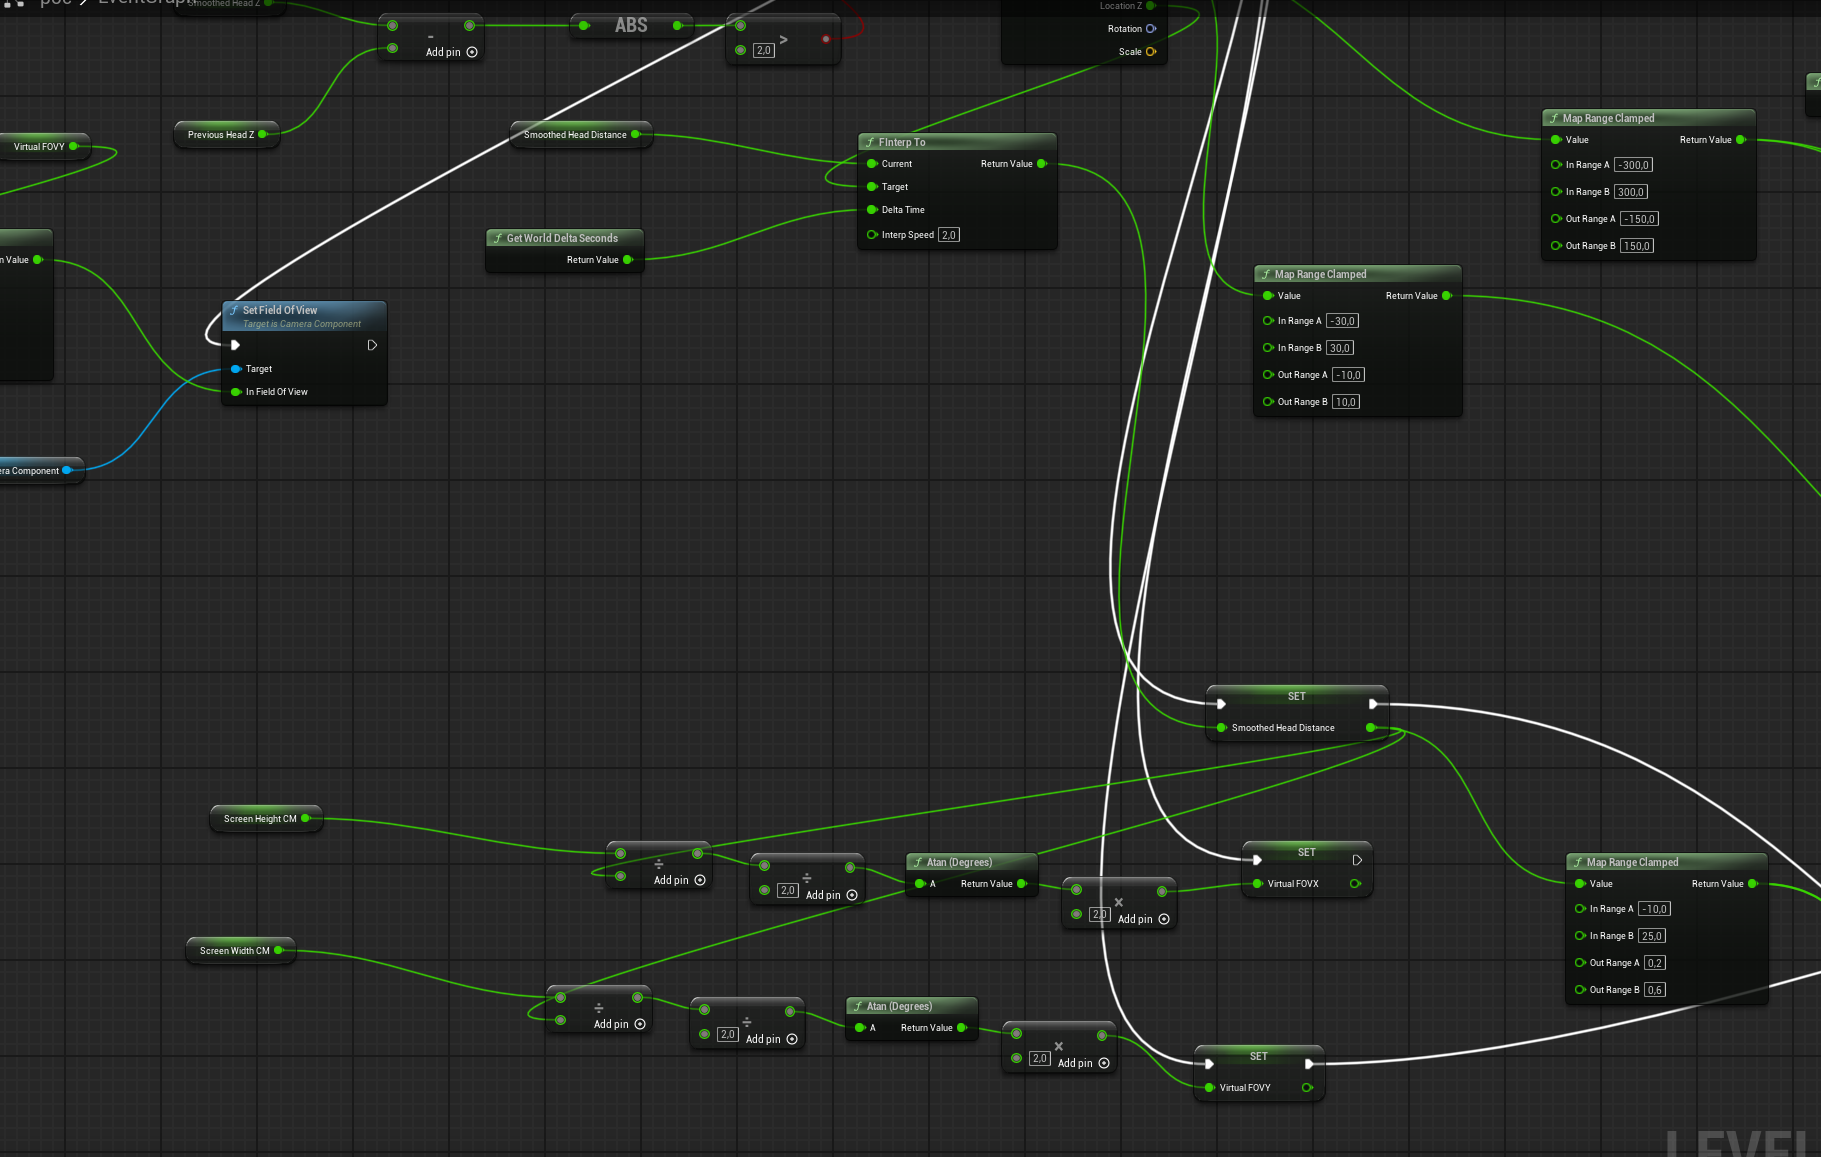 poc > EventGraph
Smoothed Head Z
-
Add pin
ABS
>
2,0
Location Z
Rotation
Scale
Virtual FOVY
Previous Head Z
Smoothed Head Distance
FInterp To
Current
Return Value
Target
Delta Time
Interp Speed 2,0
Get World Delta Seconds
Return Value
Map Range Clamped
Value
Return Value
In Range A -300,0
In Range B 300,0
Out Range A -150,0
Out Range B 150,0
n Value
Set Field Of View
Target is Camera Component
Target
In Field Of View
Map Range Clamped
Value
Return Value
In Range A -30,0
In Range B 30,0
Out Range A -10,0
Out Range B 10,0
era Component
SET
Smoothed Head Distance
Screen Height CM
÷
Add pin
÷
2,0
Add pin
Atan (Degrees)
A
Return Value
×
2,0
Add pin
SET
Virtual FOVX
Map Range Clamped
Value
Return Value
In Range A -10,0
In Range B 25,0
Out Range A 0,2
Out Range B 0,6
Screen Width CM
÷
Add pin
÷
2,0
Add pin
Atan (Degrees)
A
Return Value
×
2,0
Add pin
SET
Virtual FOVY
LEVEL